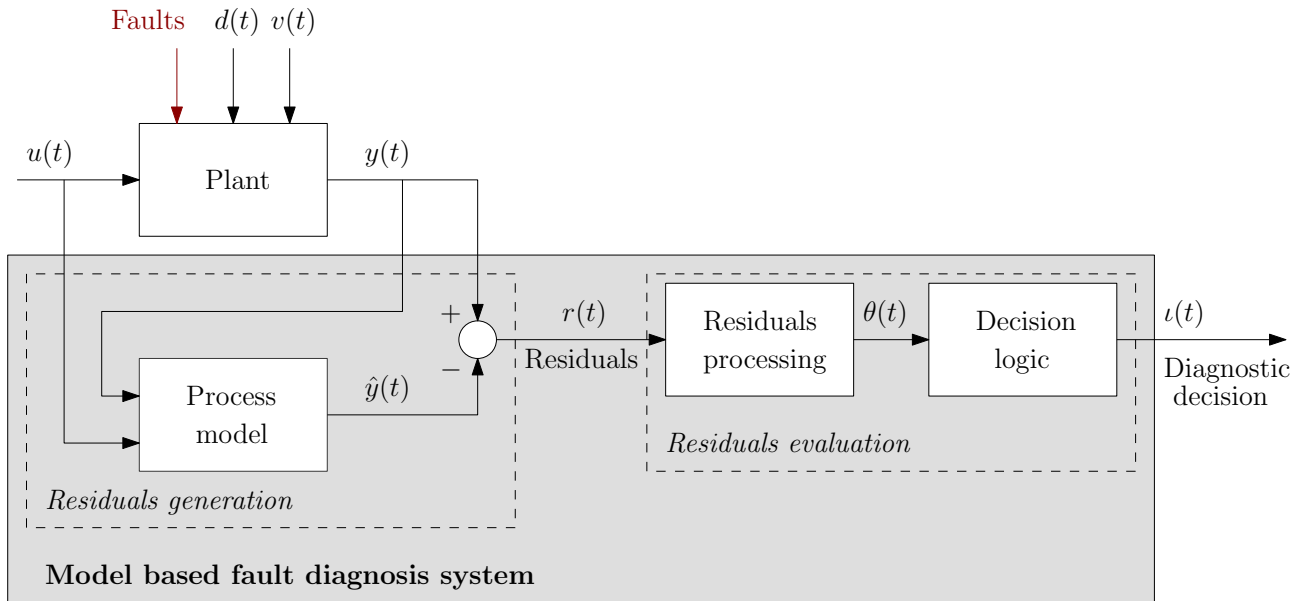 Faults d(t) v(t)
u(t)
Plant
y(t)
+
−
Process
model
ŷ(t)
Residuals generation
r(t)
Residuals
Residuals
processing
θ(t)
Decision
logic
Residuals evaluation
ι(t)
Diagnostic
decision
Model based fault diagnosis system